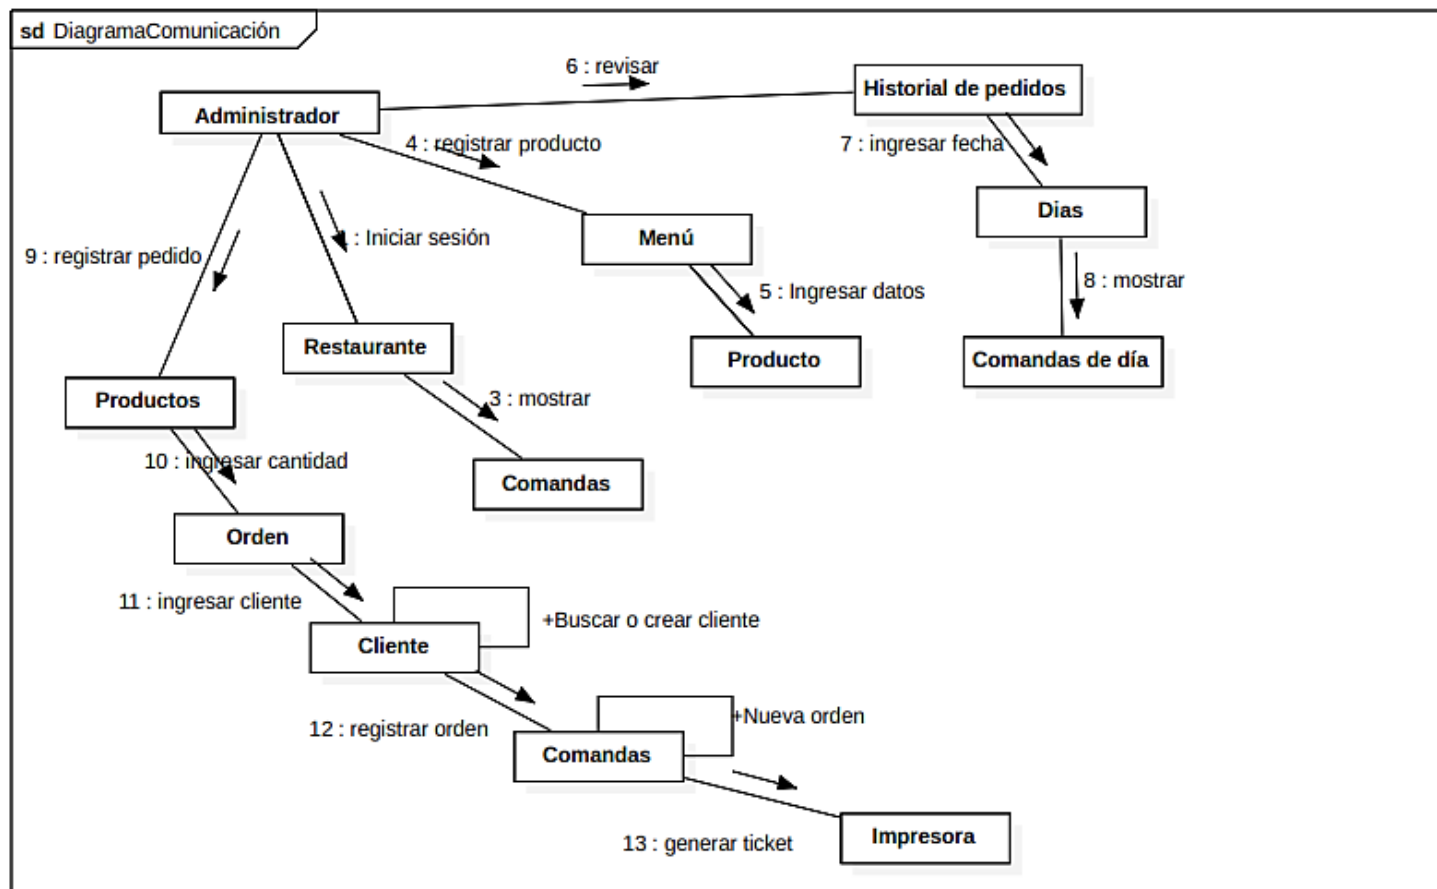 sd DiagramaComunicación
6 : revisar
Historial de pedidos
Administrador
4 : registrar producto
7 : ingresar fecha
Dias
Menú
: Iniciar sesión
9 : registrar pedido
8 : mostrar
5 : Ingresar datos
Restaurante
Producto
Comandas de día
Productos
3 : mostrar
10 : ingresar cantidad
Comandas
Orden
11 : ingresar cliente
+Buscar o crear cliente
Cliente
+Nueva orden
12 : registrar orden
Comandas
Impresora
13 : generar ticket